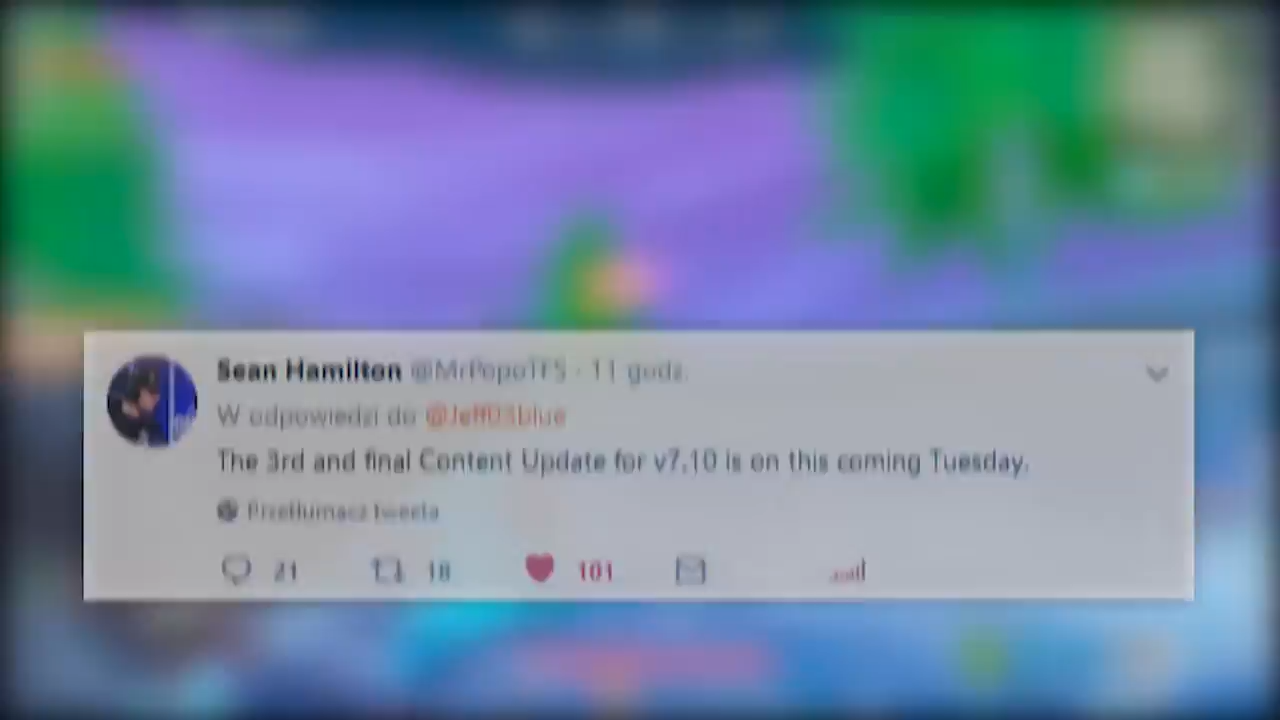 Sean Hamilton @MrPopoTFS · 11 godz.
W odpowiedzi do @Jeff03blue
The 3rd and final Content Update for v7.10 is on this coming Tuesday.
Przetłumacz tweeta
21 18 101